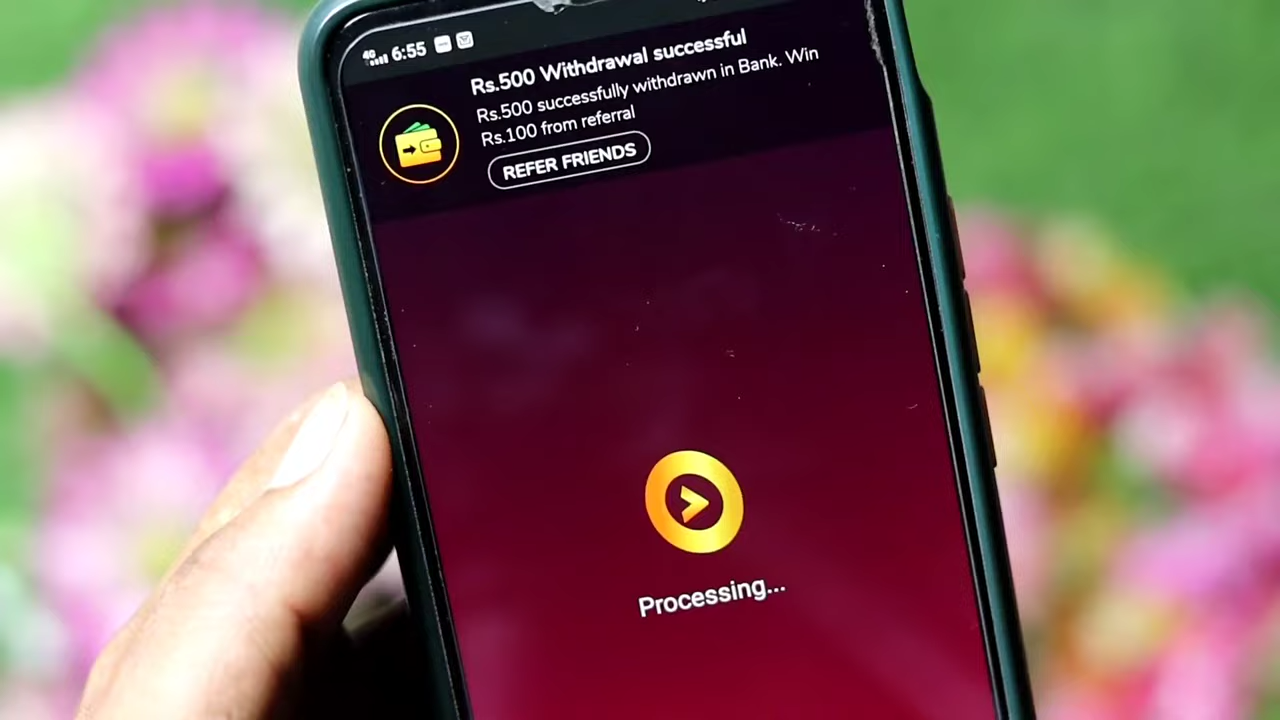 4G 6:55
Rs.500 Withdrawal successful
Rs.500 successfully withdrawn in Bank. Win
Rs.100 from referral
REFER FRIENDS
Processing...